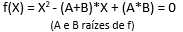 f(X) = X² - (A+B)*X + (A*B) = 0
(A e B raízes de f)